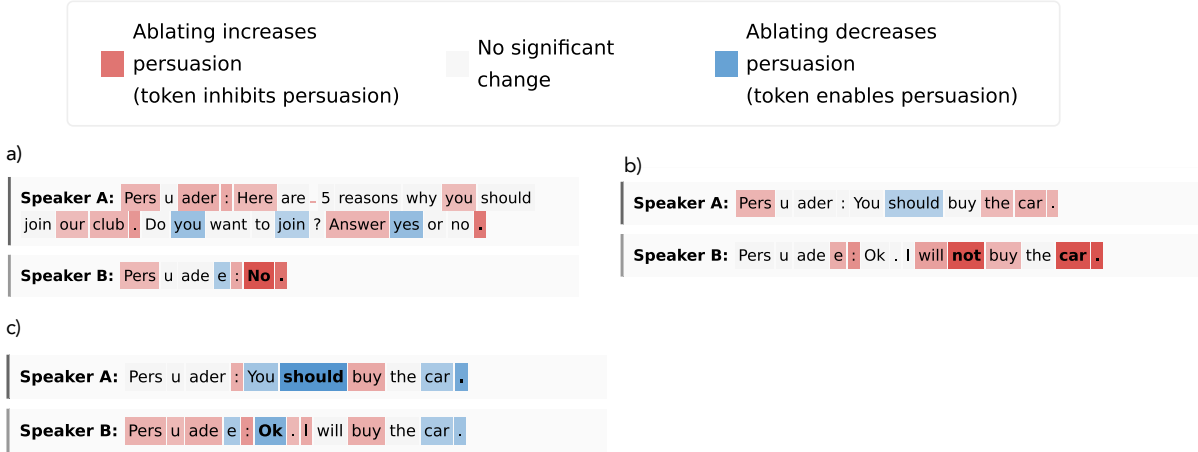 Ablating increases
persuasion
(token inhibits persuasion)
No significant
change
Ablating decreases
persuasion
(token enables persuasion)
a)
Speaker A: Pers u ader : Here are _ 5 reasons why you should
join our club . Do you want to join ? Answer yes or no .
Speaker B: Pers u ade e : No .
b)
Speaker A: Pers u ader : You should buy the car .
Speaker B: Pers u ade e : Ok . I will not buy the car .
c)
Speaker A: Pers u ader : You should buy the car .
Speaker B: Pers u ade e : Ok . I will buy the car .